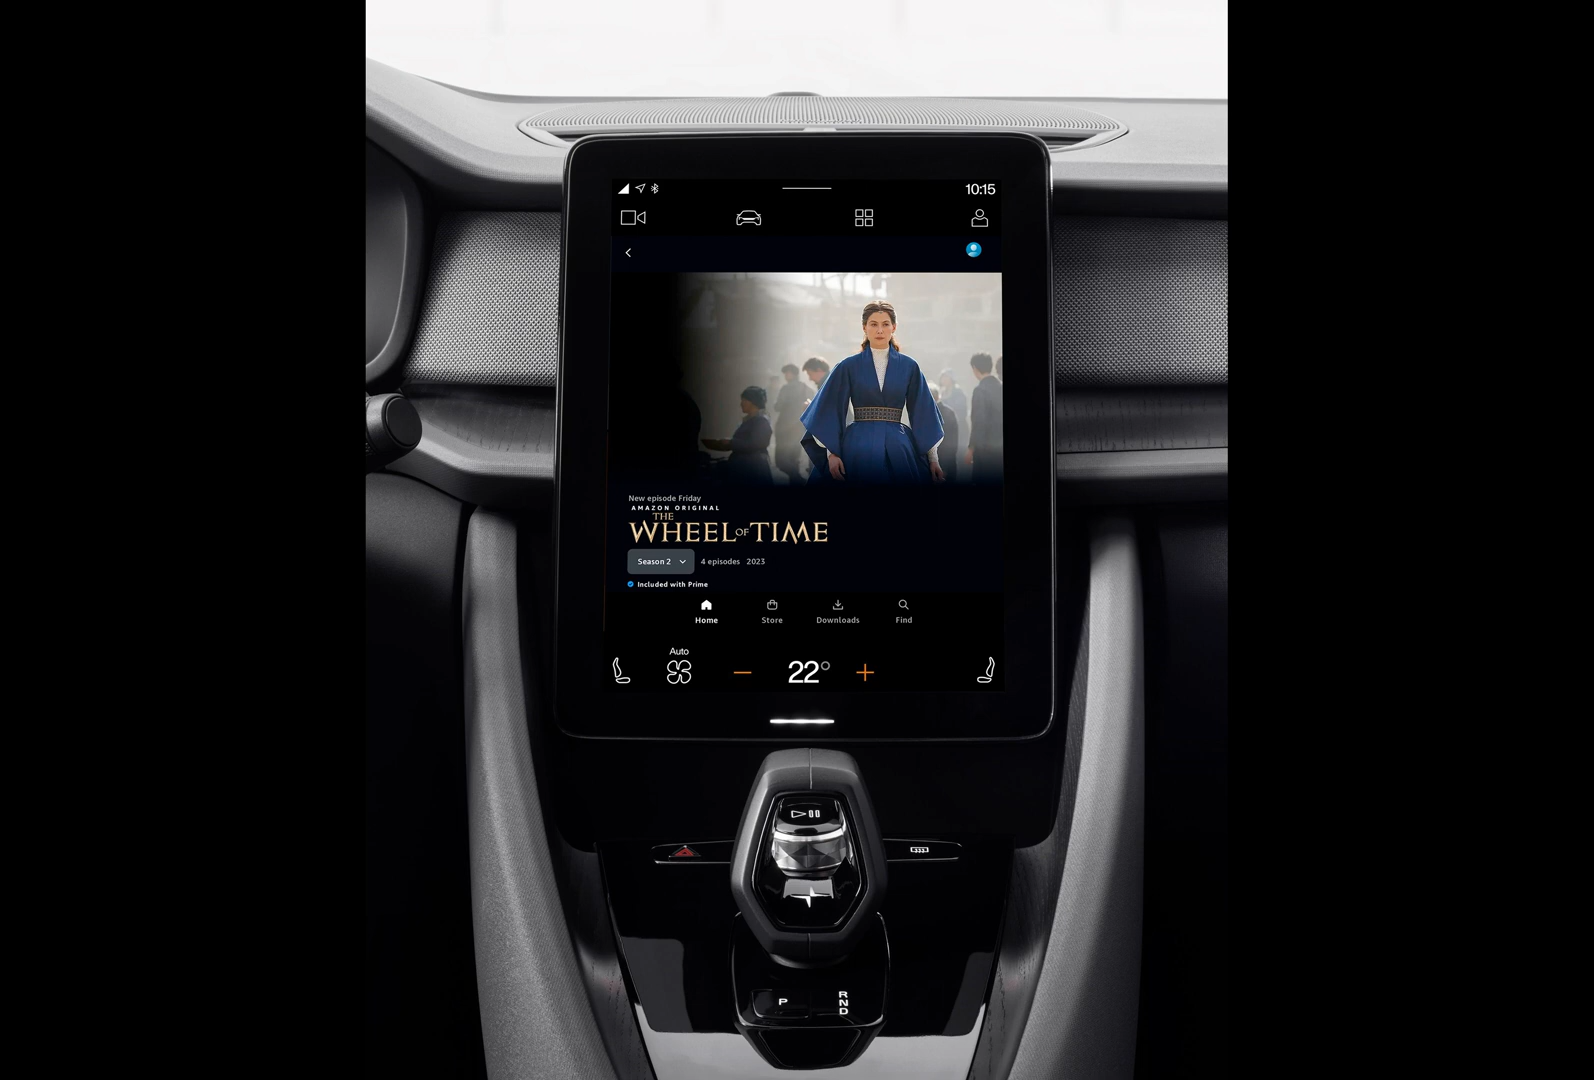 10:15
New episode Friday
AMAZON ORIGINAL
THE
WHEEL OF TIME
Season 2 4 episodes 2023
Included with Prime
Home Store Downloads Find
Auto
22°
P
R
N
D